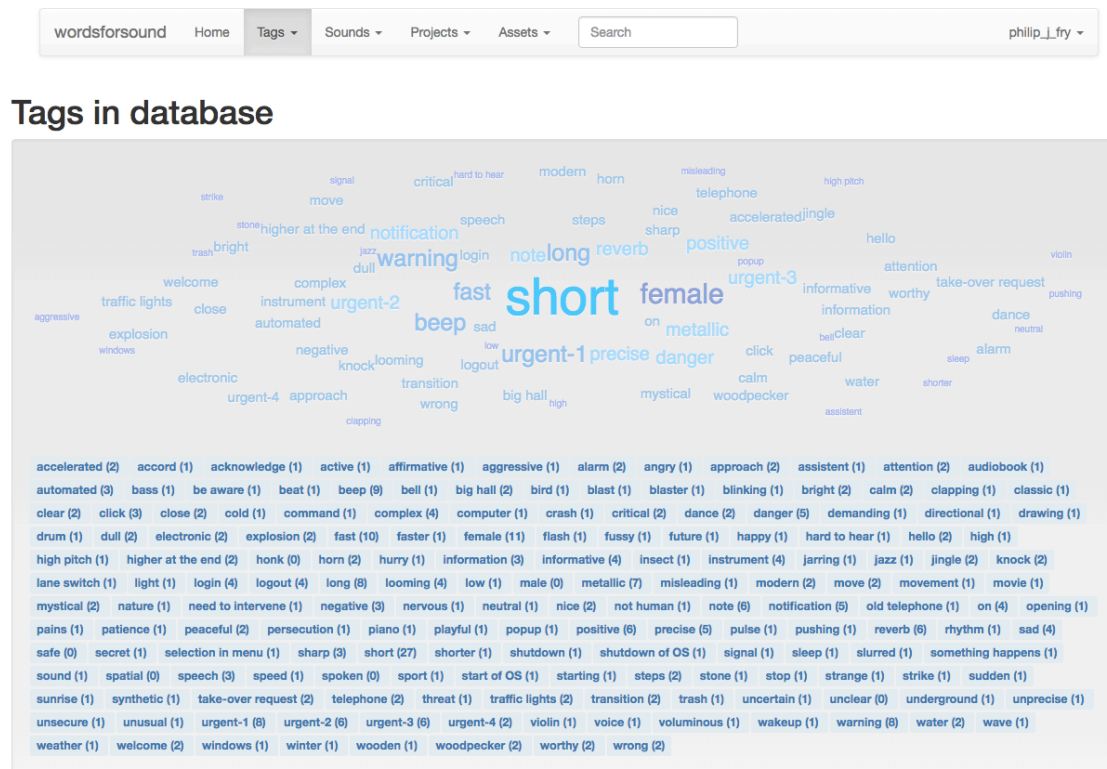 wordsforsound Home Tags Sounds Projects Assets Search philip_j_fry
Tags in database
hard to hear modern misleading
signal critical horn high pitch
strike move telephone
stone higher at the end notification speech steps nice sharp accelerated jingle
trash bright jazz warning login note long reverb positive hello
dull popup violin
welcome complex fast short female urgent-3 informative attention take-over request
traffic lights close instrument urgent-2 worthy pushing
aggressive automated beep sad on metallic information dance
explosion bell clear neutral
windows negative low urgent-1 precise danger click peaceful sleep alarm
knock looming logout
electronic transition calm water shorter
urgent-4 approach wrong big hall high mystical woodpecker
clapping assistent
accelerated (2) accord (1) acknowledge (1) active (1) affirmative (1) aggressive (1) alarm (2) angry (1) approach (2) assistent (1) attention (2) audiobook (1)
automated (3) bass (1) be aware (1) beat (1) beep (9) bell (1) big hall (2) bird (1) blast (1) blaster (1) blinking (1) bright (2) calm (2) clapping (1) classic (1)
clear (2) click (3) close (2) cold (1) command (1) complex (4) computer (1) crash (1) critical (2) dance (2) danger (5) demanding (1) directional (1) drawing (1)
drum (1) dull (2) electronic (2) explosion (2) fast (10) faster (1) female (11) flash (1) fussy (1) future (1) happy (1) hard to hear (1) hello (2) high (1)
high pitch (1) higher at the end (2) honk (0) horn (2) hurry (1) information (3) informative (4) insect (1) instrument (4) jarring (1) jazz (1) jingle (2) knock (2)
lane switch (1) light (1) login (4) logout (4) long (8) looming (4) low (1) male (0) metallic (7) misleading (1) modern (2) move (2) movement (1) movie (1)
mystical (2) nature (1) need to intervene (1) negative (3) nervous (1) neutral (1) nice (2) not human (1) note (6) notification (5) old telephone (1) on (4) opening (1)
pains (1) patience (1) peaceful (2) persecution (1) piano (1) playful (1) popup (1) positive (6) precise (5) pulse (1) pushing (1) reverb (6) rhythm (1) sad (4)
safe (0) secret (1) selection in menu (1) sharp (3) short (27) shorter (1) shutdown (1) shutdown of OS (1) signal (1) sleep (1) slurred (1) something happens (1)
sound (1) spatial (0) speech (3) speed (1) spoken (0) sport (1) start of OS (1) starting (1) steps (2) stone (1) stop (1) strange (1) strike (1) sudden (1)
sunrise (1) synthetic (1) take-over request (2) telephone (2) threat (1) traffic lights (2) transition (2) trash (1) uncertain (1) unclear (0) underground (1) unprecise (1)
unsecure (1) unusual (1) urgent-1 (8) urgent-2 (6) urgent-3 (6) urgent-4 (2) violin (1) voice (1) voluminous (1) wakeup (1) warning (8) water (2) wave (1)
weather (1) welcome (2) windows (1) winter (1) wooden (1) woodpecker (2) worthy (2) wrong (2)